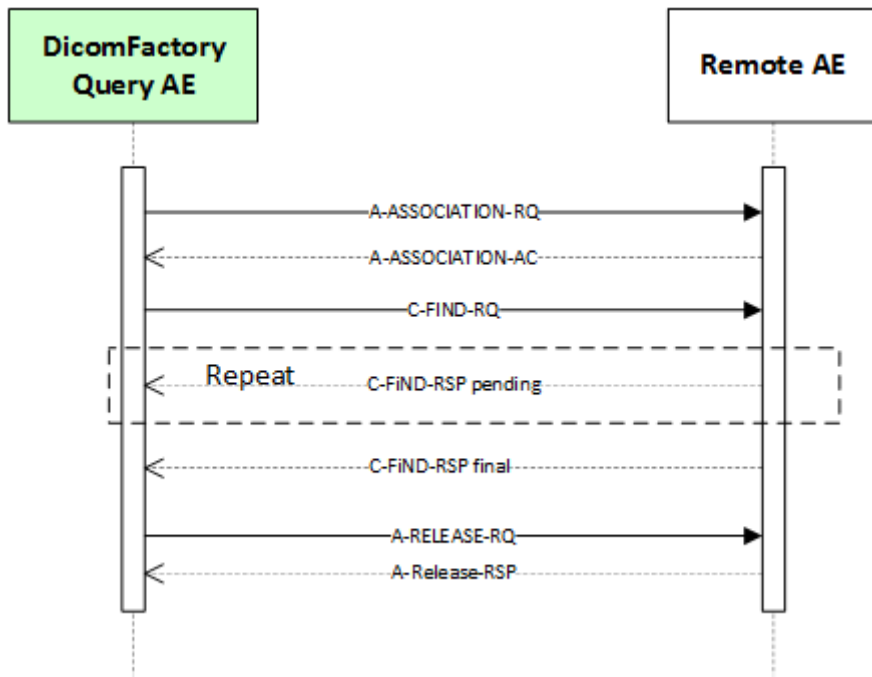 DicomFactory
Query AE
Remote AE
A-ASSOCIATION-RQ
A-ASSOCIATION-AC
C-FIND-RQ
Repeat
C-FiND-RSP pending
C-FiND-RSP final
A-RELEASE-RQ
A-Release-RSP